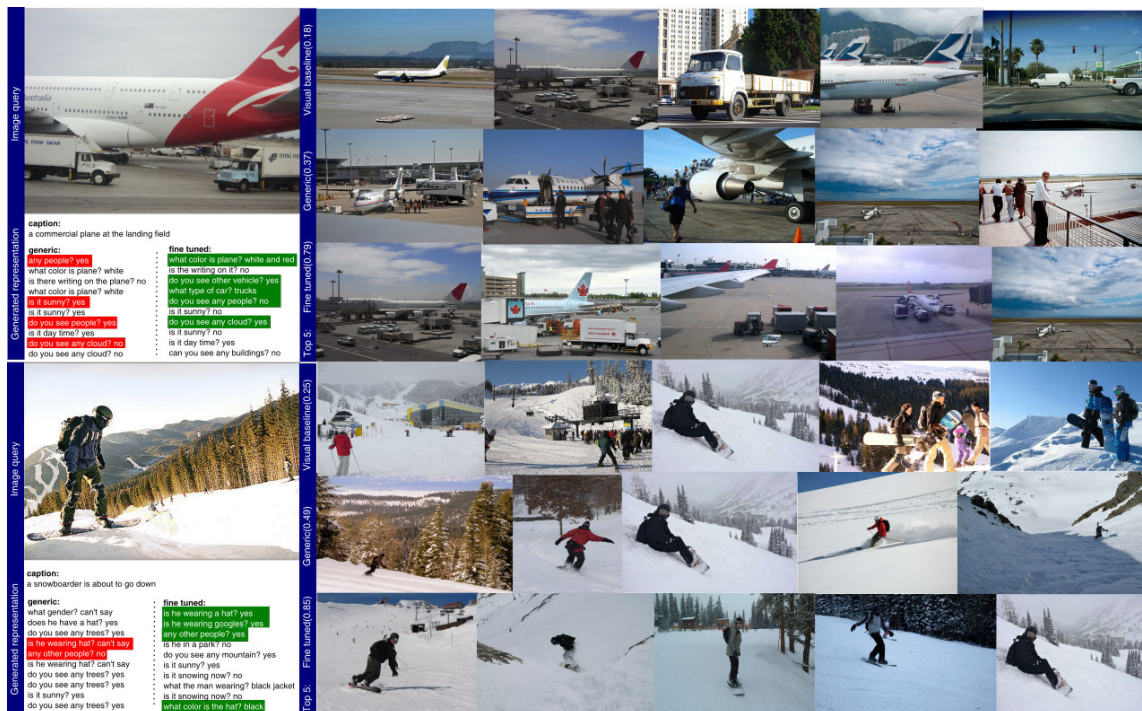 Image query
ustralia
NG FOOD GROUP
caption:
a commercial plane at the landing field
Generated representation
generic:
any people? yes
what color is plane? white
is there writing on the plane? no
what color is plane? white
is it sunny? yes
is it sunny? yes
do you see people? yes
is it day time? yes
do you see any cloud? no
do you see any cloud? no
fine tuned:
what color is plane? white and red
is the writing on it? no
do you see other vehicle? yes
what type of car? trucks
do you see any people? no
is it sunny? no
do you see any cloud? yes
is it sunny? no
is it day time? yes
can you see any buildings? no
Visual baseline(0.18)
Generic(0.37)
Top 5: Fine tuned(0.79)
Image query
caption:
a snowboarder is about to go down
Generated representation
generic:
what gender? can't say
does he have a hat? yes
do you see any trees? yes
is he wearing hat? can't say
any other people? no
is he wearing hat? can't say
do you see any trees? yes
do you see any trees? yes
is it sunny? yes
do you see any trees? yes
fine tuned:
is he wearing a hat? yes
is he wearing googles? yes
any other people? yes
is he in a park? no
do you see any mountain? yes
is it sunny? yes
is it snowing now? no
what the man wearing? black jacket
is it snowing now? no
what color is the hat? black
Visual baseline(0.25)
Generic(0.49)
Top 5: Fine tuned(0.85)